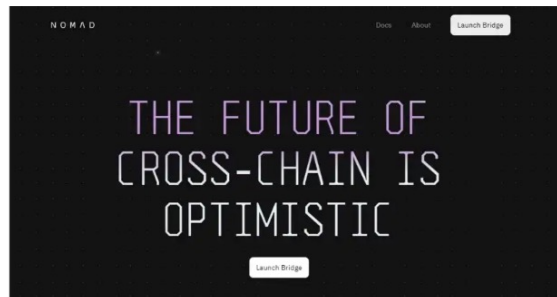 NOMAD
Docs About Launch Bridge
THE FUTURE OF
CROSS-CHAIN IS
OPTIMISTIC
Launch Bridge